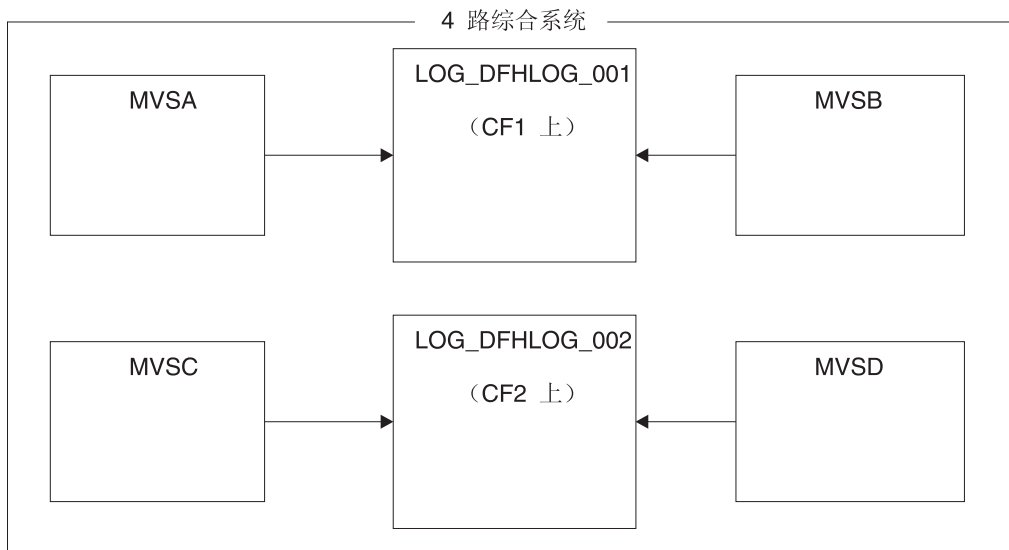 4 路综合系统
MVSA
LOG_DFHLOG_001
（CF1 上）
MVSB
MVSC
LOG_DFHLOG_002
（CF2 上）
MVSD